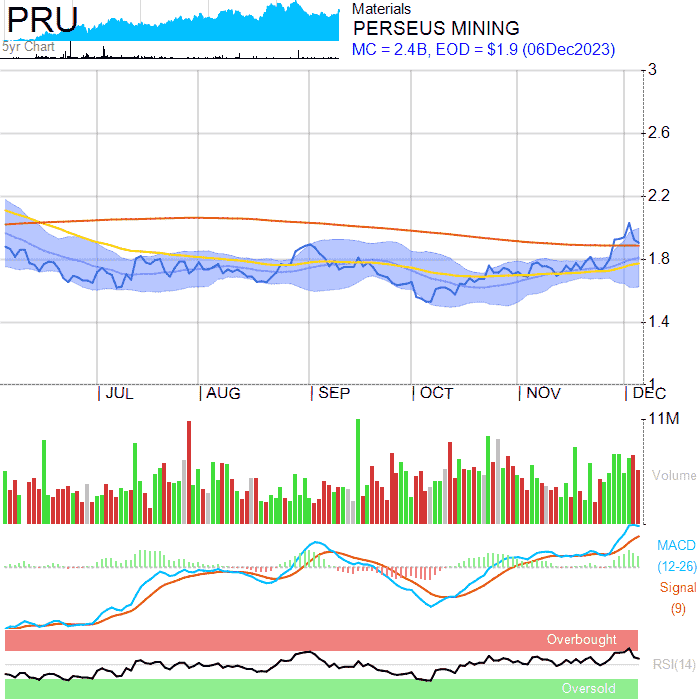 PRU
5yr Chart
Materials
PERSEUS MINING
MC = 2.4B, EOD = $1.9 (06Dec2023)
3
2.6
2.2
1.8
1.4
1
JUL
AUG
SEP
OCT
NOV
DEC
11M
Volume
MACD
(12-26)
Signal
(9)
Overbought
RSI(14)
Oversold